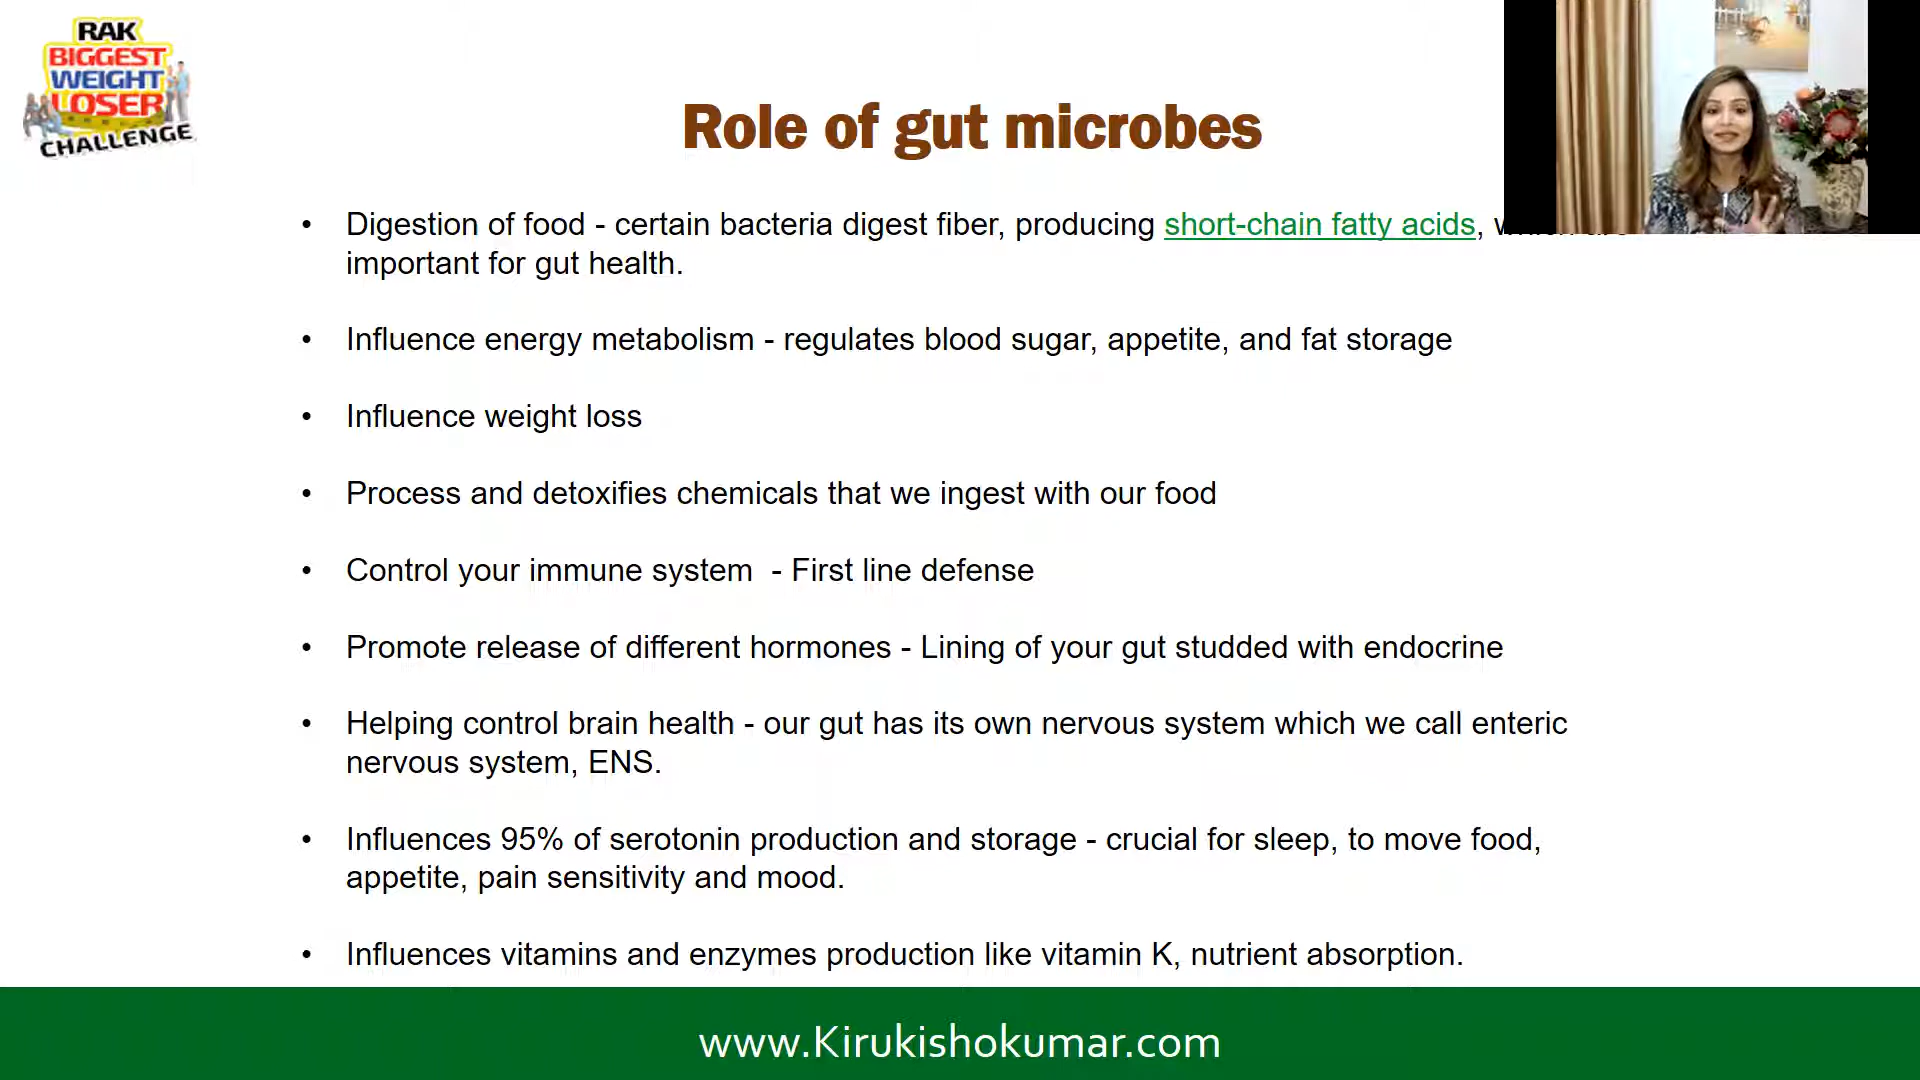 RAK
BIGGEST
WEIGHT
LOSER
CHALLENGE
Role of gut microbes
• Digestion of food - certain bacteria digest fiber, producing short-chain fatty acids,
important for gut health.
• Influence energy metabolism - regulates blood sugar, appetite, and fat storage
• Influence weight loss
• Process and detoxifies chemicals that we ingest with our food
• Control your immune system  - First line defense
• Promote release of different hormones - Lining of your gut studded with endocrine
• Helping control brain health - our gut has its own nervous system which we call enteric
nervous system, ENS.
• Influences 95% of serotonin production and storage - crucial for sleep, to move food,
appetite, pain sensitivity and mood.
• Influences vitamins and enzymes production like vitamin K, nutrient absorption.
www.Kirukishokumar.com